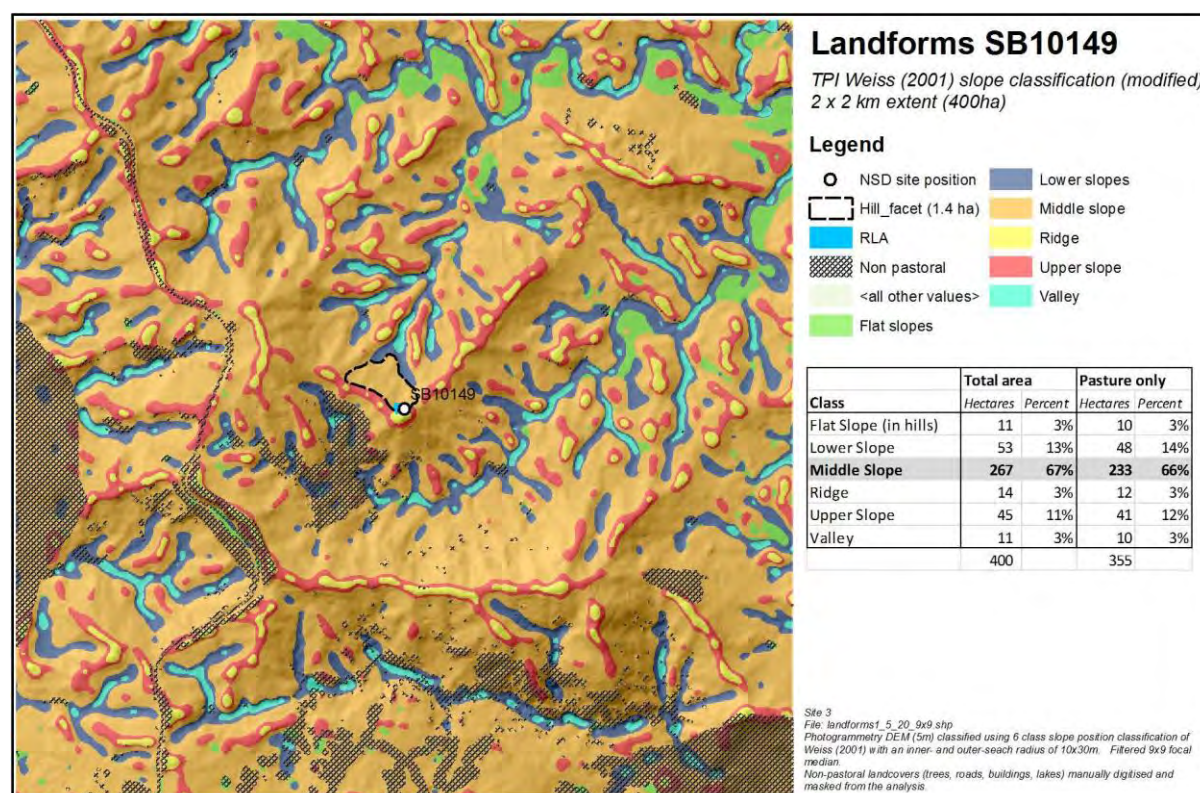 Landforms SB10149
TPI Weiss (2001) slope classification (modified)
2 x 2 km extent (400ha)
Legend
NSD site position
Hill_facet (1.4 ha)
RLA
Non pastoral
<all other values>
Flat slopes
Lower slopes
Middle slope
Ridge
Upper slope
Valley
SB10149
Total area Pasture only
Class Hectares Percent Hectares Percent
Flat Slope (in hills) 11 3% 10 3%
Lower Slope 53 13% 48 14%
Middle Slope 267 67% 233 66%
Ridge 14 3% 12 3%
Upper Slope 45 11% 41 12%
Valley 11 3% 10 3%
400 355
Site 3
File: landforms1_5_20_9x9.shp
Photogrammetry DEM (5m) classified using 6 class slope position classification of
Weiss (2001) with an inner- and outer-seach radius of 10x30m. Filtered 9x9 focal
median.
Non-pastoral landcovers (trees, roads, buildings, lakes) manually digitised and
masked from the analysis